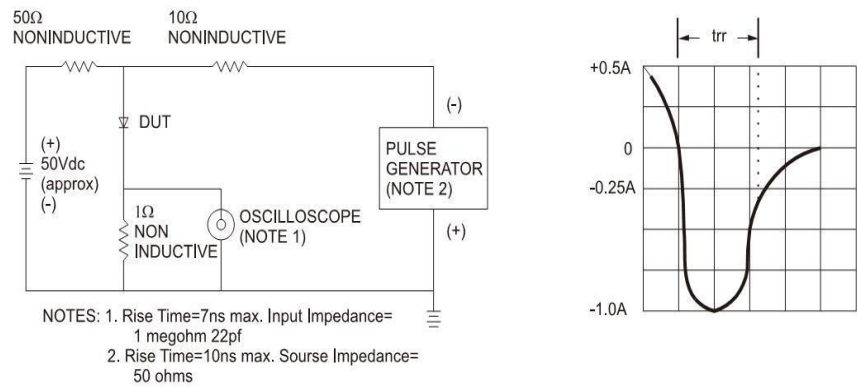 50Ω
NONINDUCTIVE
10Ω
NONINDUCTIVE
DUT
(+)
50Vdc
(approx)
(-)
1Ω
NON
INDUCTIVE
OSCILLOSCOPE
(NOTE 1)
(-)
PULSE
GENERATOR
(NOTE 2)
(+)
NOTES: 1. Rise Time=7ns max. Input Impedance=
1 megohm 22pf
2. Rise Time=10ns max. Sourse Impedance=
50 ohms
trr
+0.5A
0
-0.25A
-1.0A